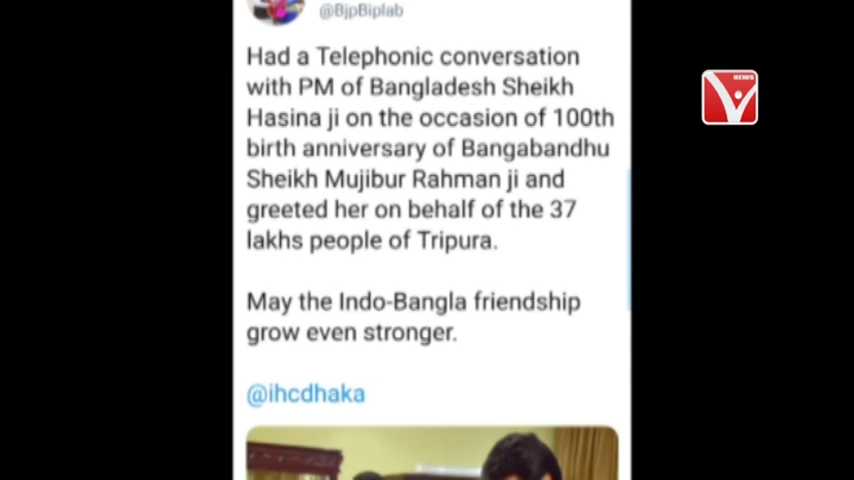 @BjpBiplab
NEWS
Had a Telephonic conversation
with PM of Bangladesh Sheikh
Hasina ji on the occasion of 100th
birth anniversary of Bangabandhu
Sheikh Mujibur Rahman ji and
greeted her on behalf of the 37
lakhs people of Tripura.
May the Indo-Bangla friendship
grow even stronger.
@ihcdhaka